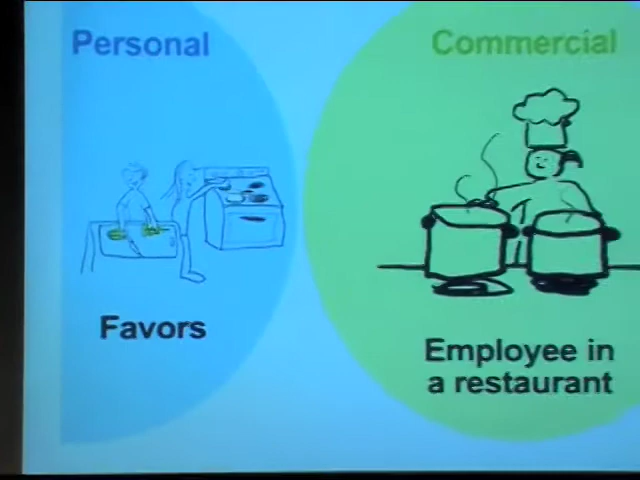 Personal
Commercial
Favors
Employee in
a restaurant